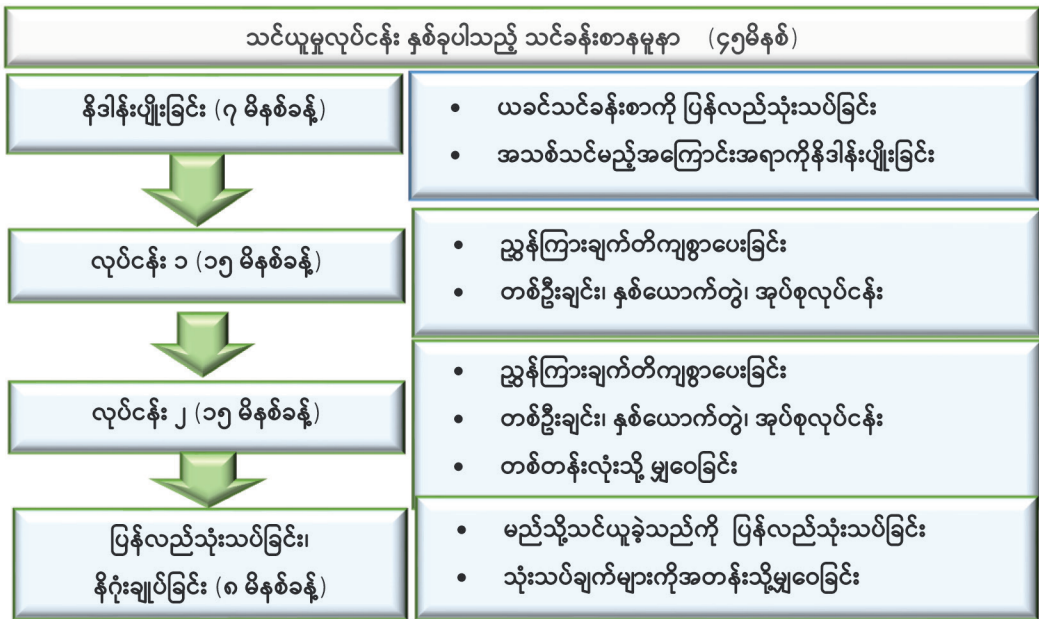 သင်ယူမှုလုပ်ငန်း နှစ်ခုပါသည့် သင်ခန်းစာနမူနာ (၄၅မိနစ်)
နိဒါန်းပျိုးခြင်း (၇ မိနစ်ခန့်)
• ယခင်သင်ခန်းစာကို ပြန်လည်သုံးသပ်ခြင်း
• အသစ်သင်မည့်အကြောင်းအရာကိုနိဒါန်းပျိုးခြင်း
လုပ်ငန်း ၁ (၁၅ မိနစ်ခန့်)
• ညွှန်ကြားချက်တိကျစွာပေးခြင်း
• တစ်ဦးချင်း၊ နှစ်ယောက်တွဲ၊ အုပ်စုလုပ်ငန်း
လုပ်ငန်း ၂ (၁၅ မိနစ်ခန့်)
• ညွှန်ကြားချက်တိကျစွာပေးခြင်း
• တစ်ဦးချင်း၊ နှစ်ယောက်တွဲ၊ အုပ်စုလုပ်ငန်း
• တစ်တန်းလုံးသို့ မျှဝေခြင်း
ပြန်လည်သုံးသပ်ခြင်း၊
နိဂုံးချုပ်ခြင်း (၈ မိနစ်ခန့်)
• မည်သို့သင်ယူခဲ့သည်ကို ပြန်လည်သုံးသပ်ခြင်း
• သုံးသပ်ချက်များကိုအတန်းသို့မျှဝေခြင်း